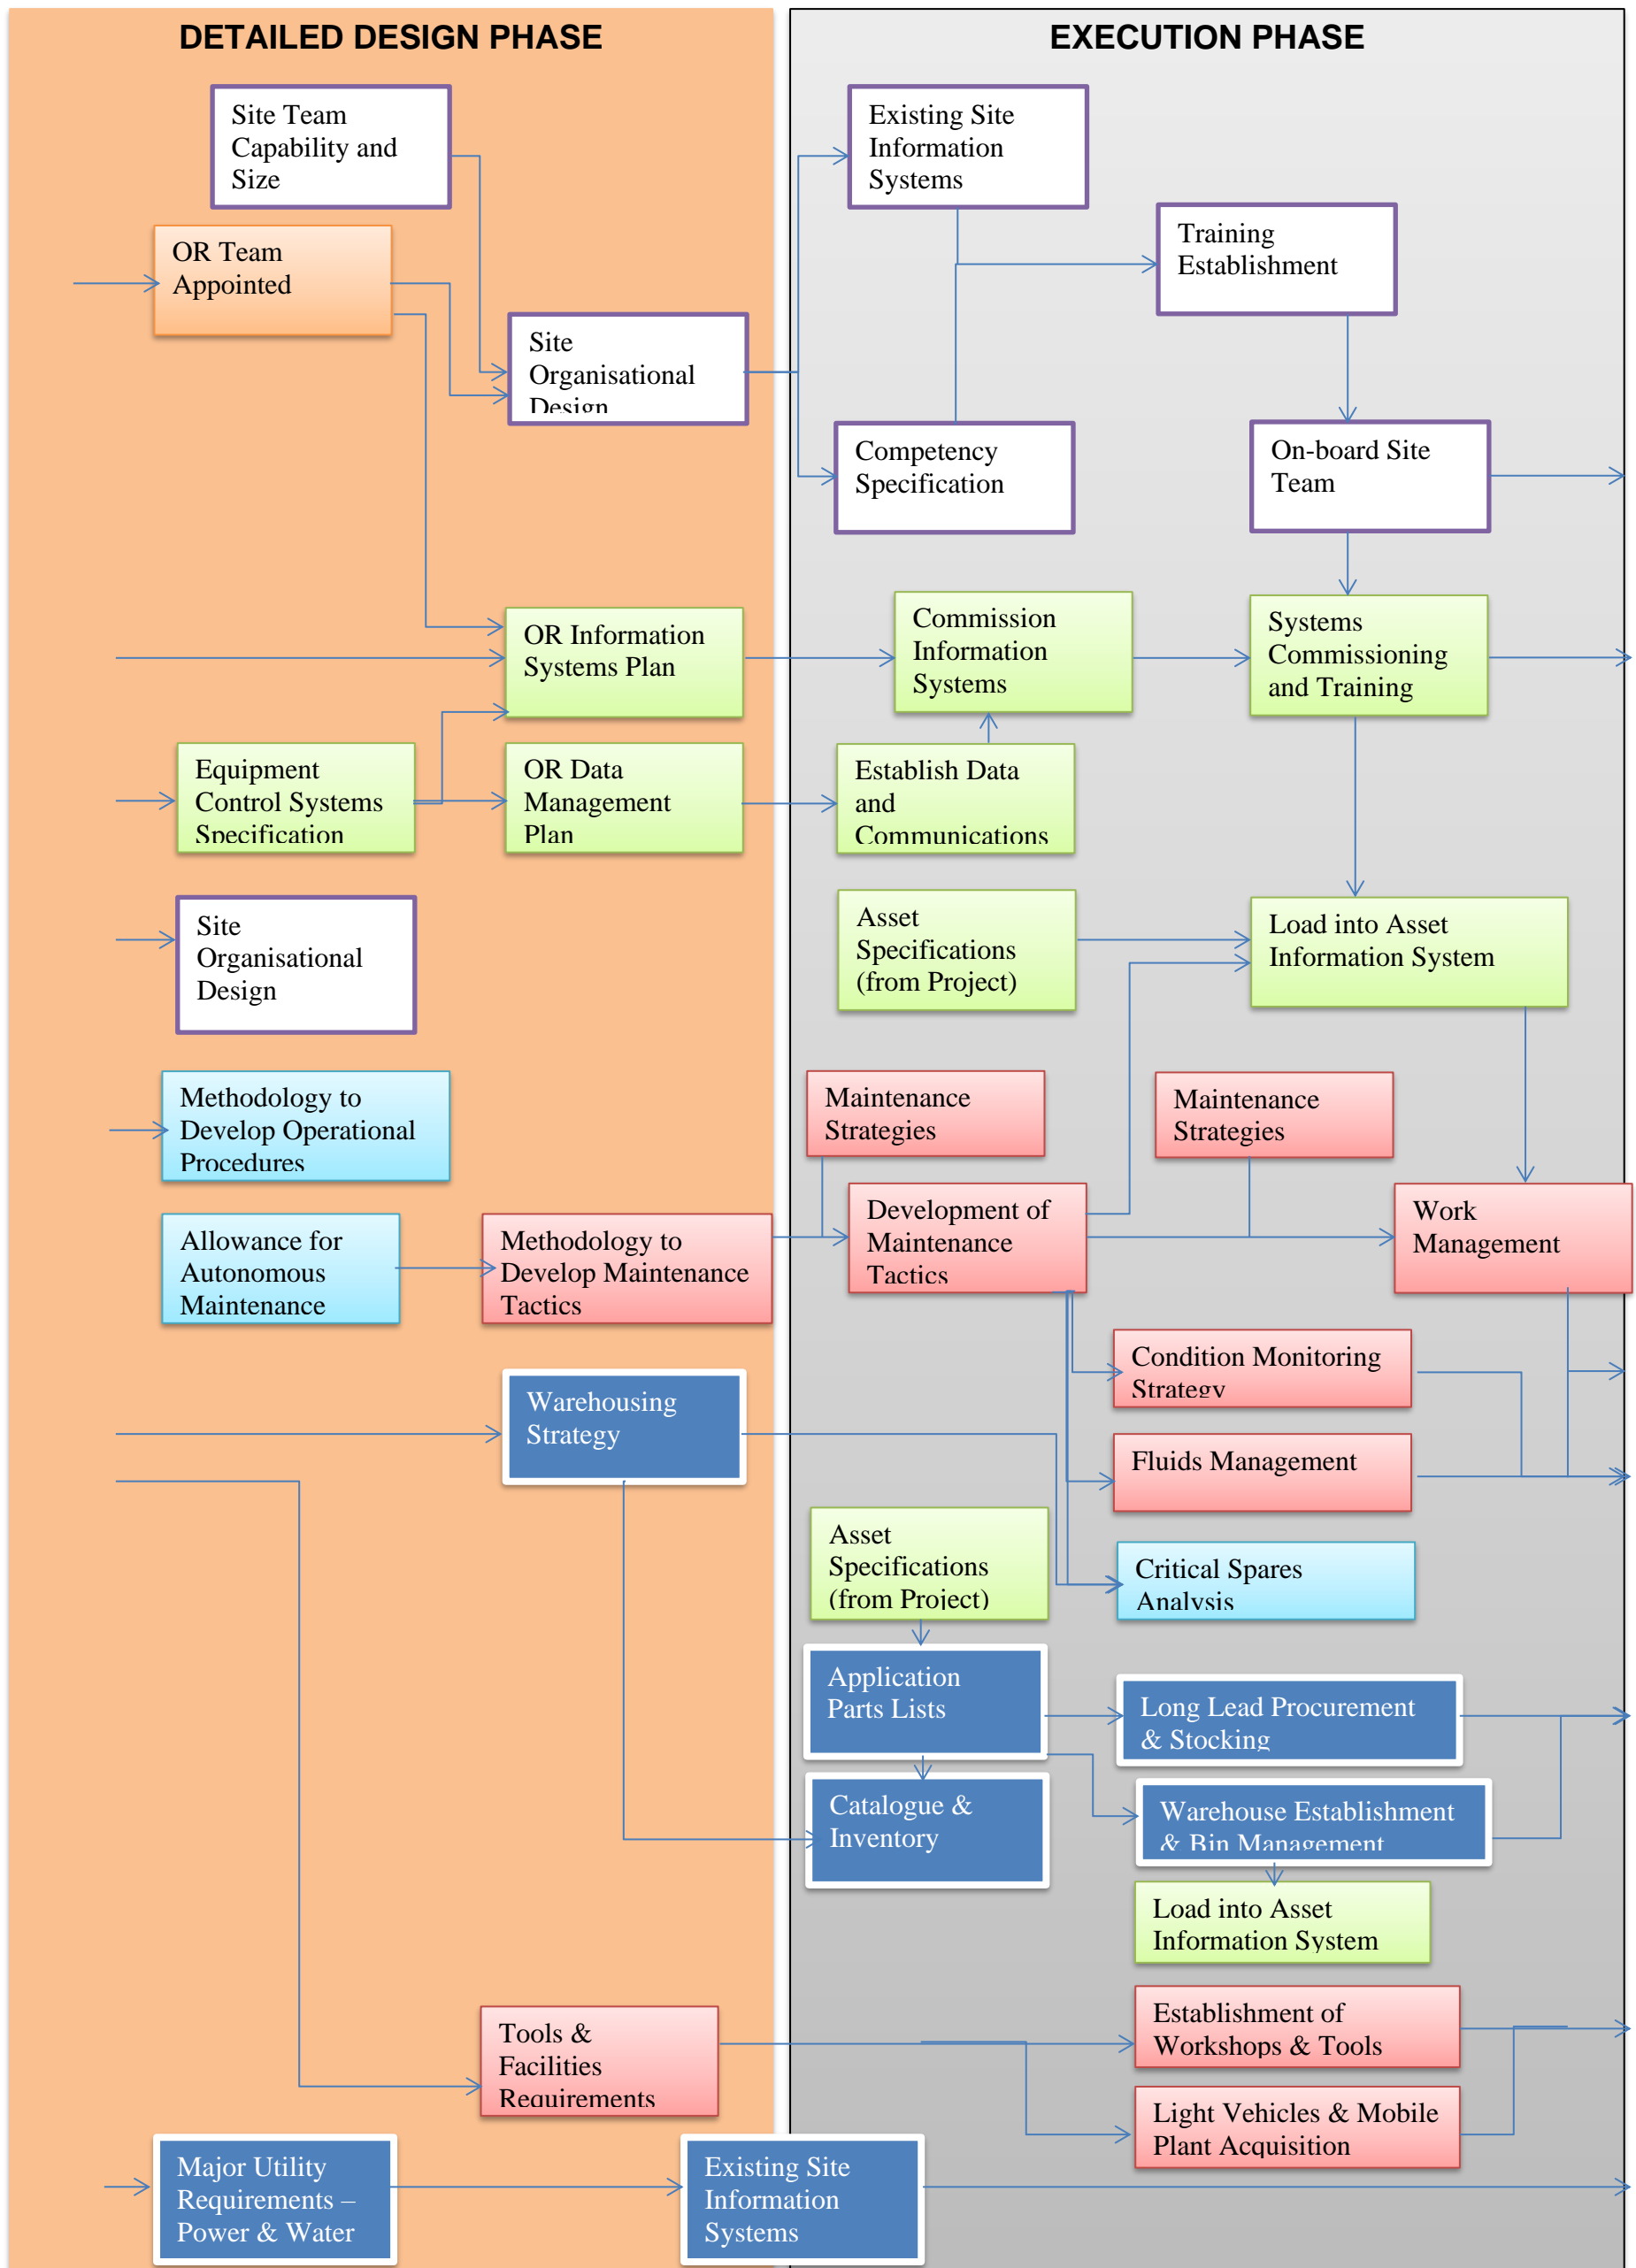 DETAILED DESIGN PHASE
EXECUTION PHASE
Site Team
Capability and
Size
Existing Site
Information
Systems
Training
Establishment
OR Team
Appointed
Site
Organisational
Design
Competency
Specification
On-board Site
Team
OR Information
Systems Plan
Commission
Information
Systems
Systems
Commissioning
and Training
Equipment
Control Systems
Specification
OR Data
Management
Plan
Establish Data
and
Communications
Site
Organisational
Design
Asset
Specifications
(from Project)
Load into Asset
Information System
Methodology to
Develop Operational
Procedures
Maintenance
Strategies
Maintenance
Strategies
Allowance for
Autonomous
Maintenance
Methodology to
Develop Maintenance
Tactics
Development of
Maintenance
Tactics
Work
Management
Condition Monitoring
Strategy
Warehousing
Strategy
Fluids Management
Asset
Specifications
(from Project)
Critical Spares
Analysis
Application
Parts Lists
Long Lead Procurement
& Stocking
Catalogue &
Inventory
Warehouse Establishment
& Bin Management
Load into Asset
Information System
Tools &
Facilities
Requirements
Establishment of
Workshops & Tools
Light Vehicles & Mobile
Plant Acquisition
Major Utility
Requirements –
Power & Water
Existing Site
Information
Systems